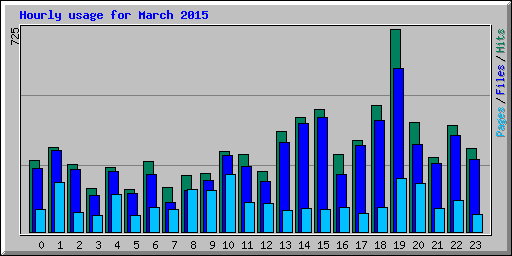 Hourly usage for March 2015
725
Pages / Files / Hits
0 1 2 3 4 5 6 7 8 9 10 11 12 13 14 15 16 17 18 19 20 21 22 23